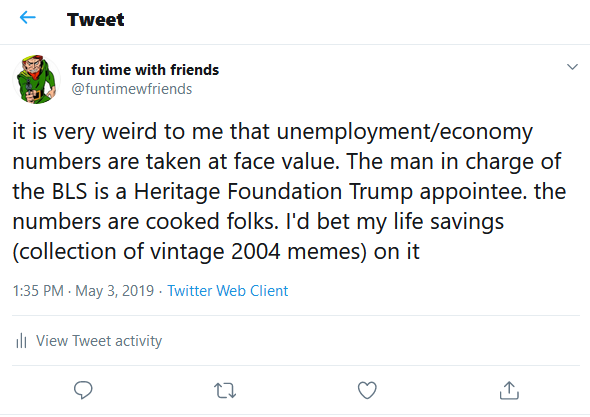 Tweet
fun time with friends
@funtimewfriends
it is very weird to me that unemployment/economy
numbers are taken at face value. The man in charge of
the BLS is a Heritage Foundation Trump appointee. the
numbers are cooked folks. I'd bet my life savings
(collection of vintage 2004 memes) on it
1:35 PM · May 3, 2019 · Twitter Web Client
View Tweet activity